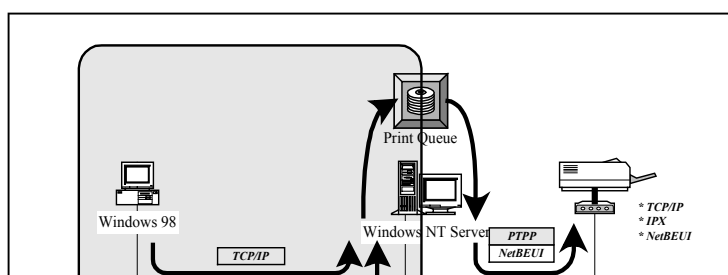 Print Queue
Windows 98
Windows NT Server
* TCP/IP
* IPX
* NetBEUI
PTPP
NetBEUI
TCP/IP